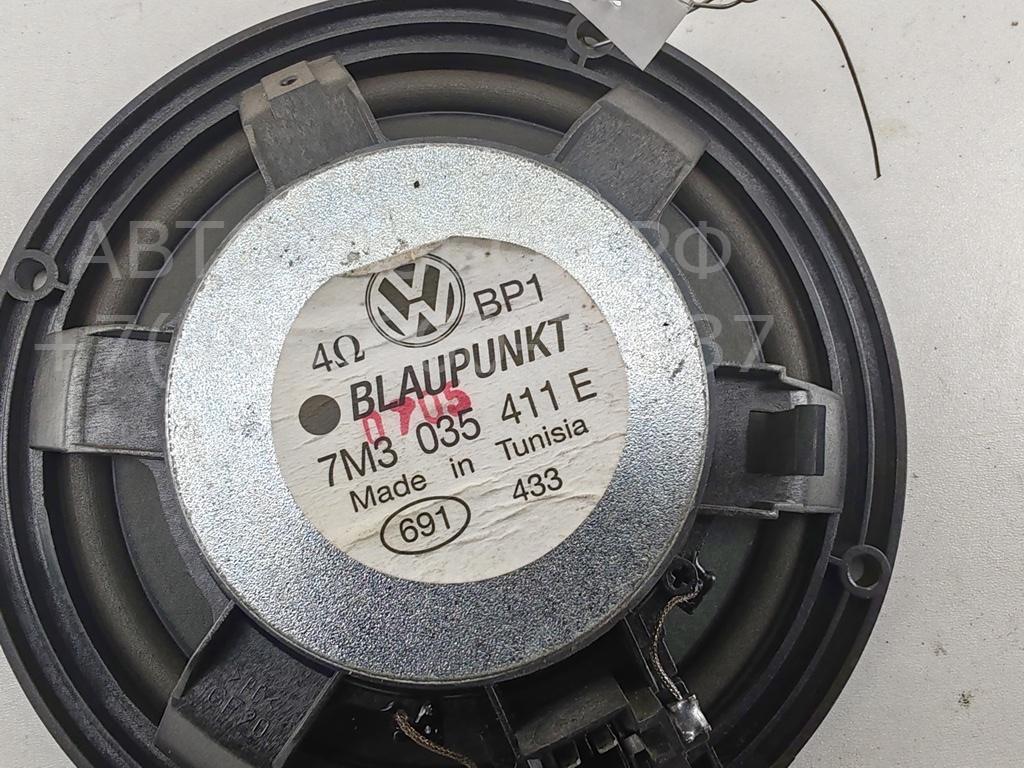 BP1
4Ω
BLAUPUNKT
0705
7M3 035 411 E
Made in Tunisia
691
433